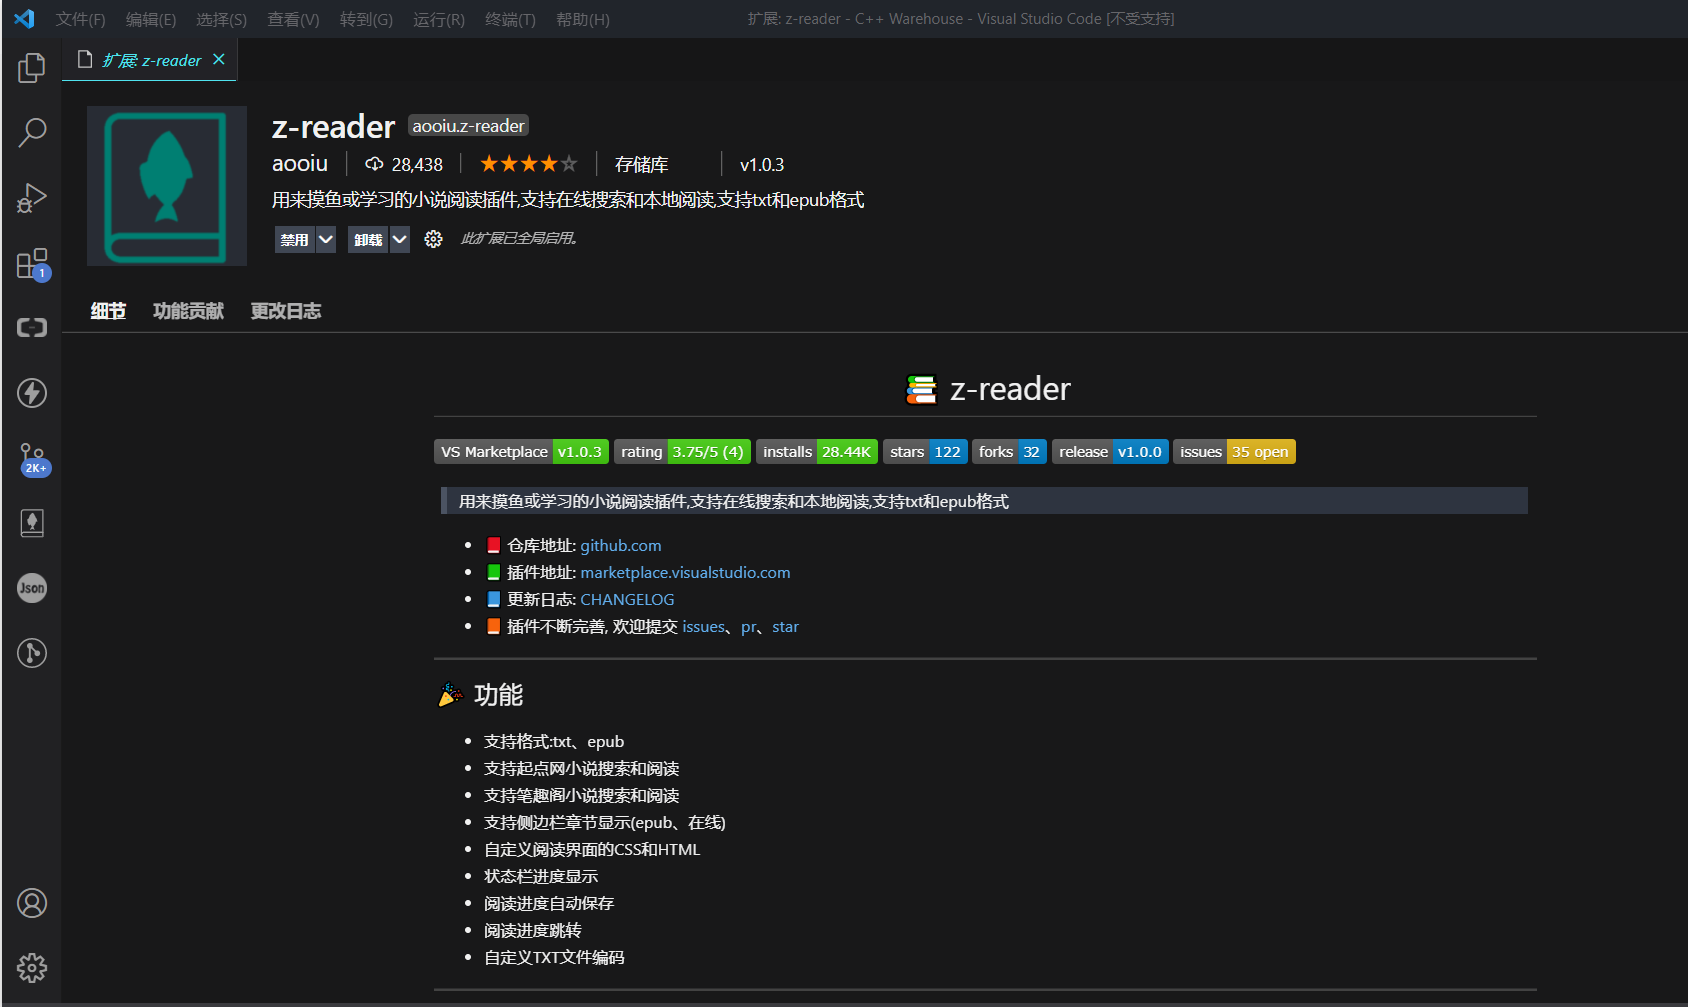 文件(F) 编辑(E) 选择(S) 查看(V) 转到(G) 运行(R) 终端(T) 帮助(H) 扩展: z-reader - C++ Warehouse - Visual Studio Code [不受支持]
扩展: z-reader
z-reader aooiu.z-reader
aooiu 28,438 存储库 v1.0.3
用来摸鱼或学习的小说阅读插件,支持在线搜索和本地阅读,支持txt和epub格式
禁用 卸载 此扩展已全局启用。
1
细节 功能贡献 更改日志
z-reader
VS Marketplace v1.0.3 rating 3.75/5 (4) installs 28.44K stars 122 forks 32 release v1.0.0 issues 35 open
2K+
用来摸鱼或学习的小说阅读插件,支持在线搜索和本地阅读,支持txt和epub格式
仓库地址: github.com
插件地址: marketplace.visualstudio.com
更新日志: CHANGELOG
Json
插件不断完善, 欢迎提交 issues、pr、star
功能
支持格式:txt、epub
支持起点网小说搜索和阅读
支持笔趣阁小说搜索和阅读
支持侧边栏章节显示(epub、在线)
自定义阅读界面的CSS和HTML
状态栏进度显示
阅读进度自动保存
阅读进度跳转
自定义TXT文件编码